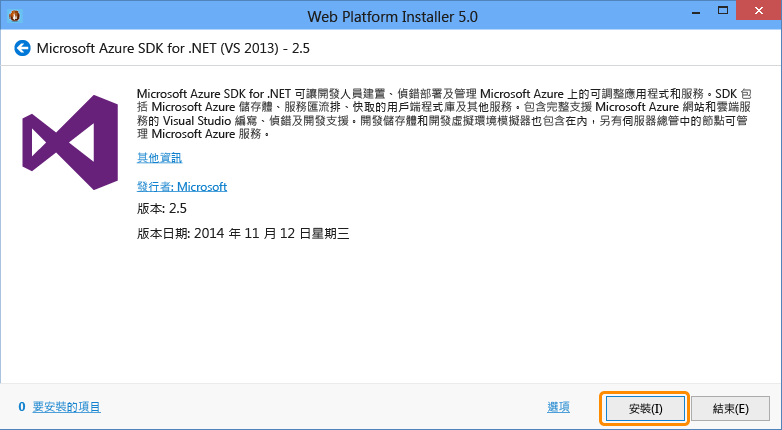 Web Platform Installer 5.0
Microsoft Azure SDK for .NET (VS 2013) - 2.5
Microsoft Azure SDK for .NET 可讓開發人員建置、偵錯部署及管理 Microsoft Azure 上的可調整應用程式和服務。SDK 包
括 Microsoft Azure 儲存體、服務匯流排、快取的用戶端程式庫及其他服務。包含完整支援 Microsoft Azure 網站和雲端服
務的 Visual Studio 編寫、偵錯及開發支援。開發儲存體和開發虛擬環境模擬器也包含在內，另有伺服器總管中的節點可管
理 Microsoft Azure 服務。
其他資訊
發行者: Microsoft
版本: 2.5
版本日期: 2014 年 11 月 12 日星期三
0 要安裝的項目
選項
安裝(I)
結束(E)